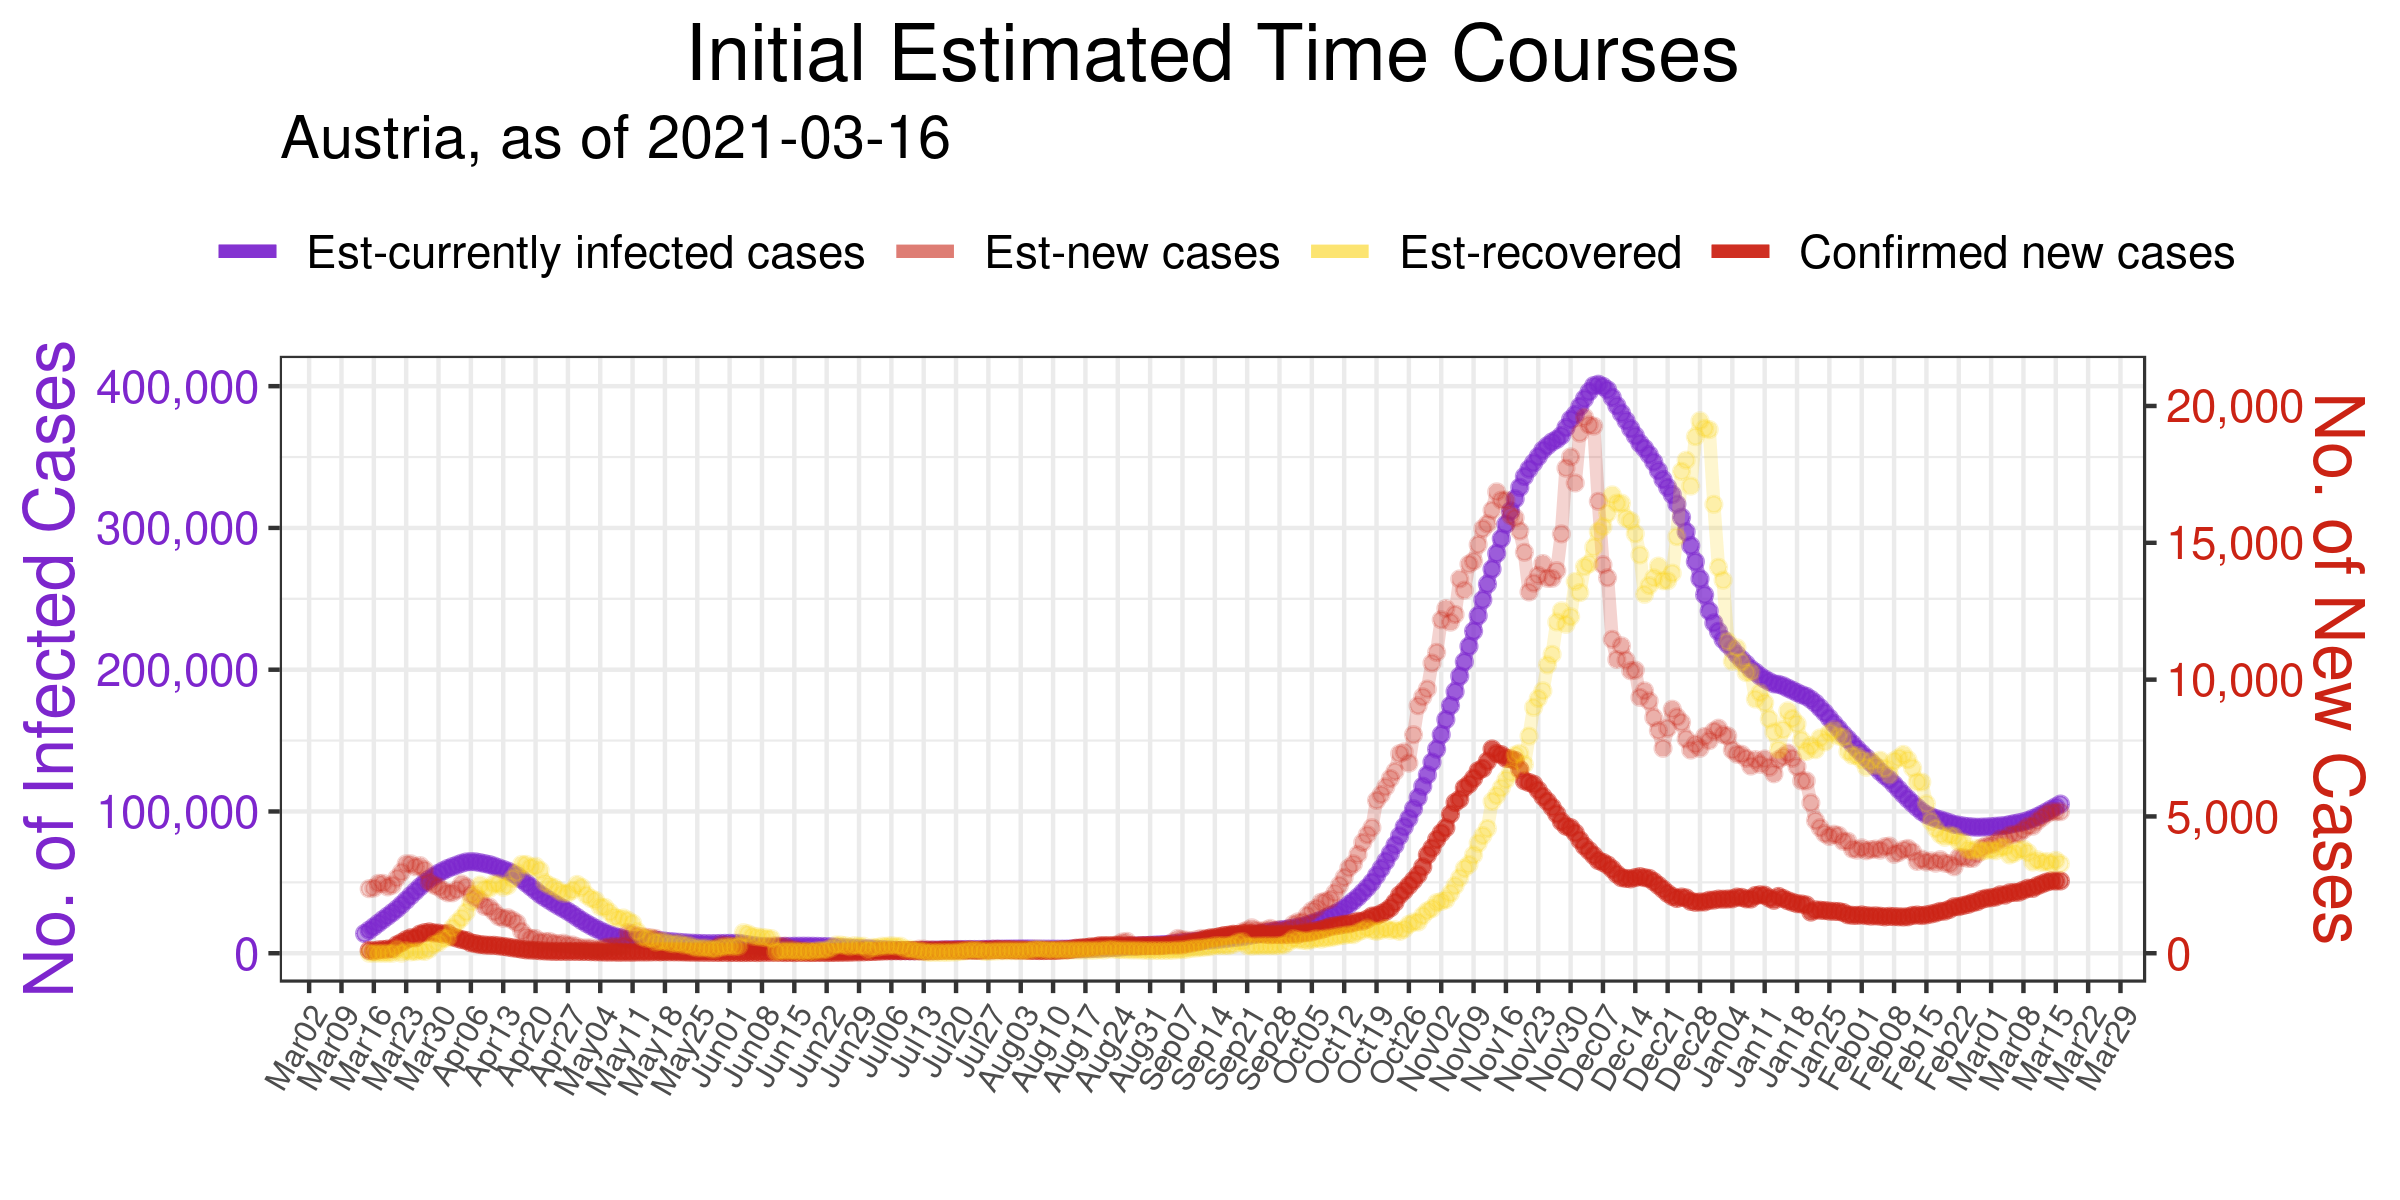 Initial Estimated Time Courses
Austria, as of 2021-03-16
Est-currently infected cases Est-new cases Est-recovered Confirmed new cases
No. of Infected Cases
400,000
300,000
200,000
100,000
0
20,000
15,000
10,000
5,000
0
No. of New Cases
Mar02 Mar09 Mar16 Mar23 Mar30 Apr06 Apr13 Apr20 Apr27 May04 May11 May18 May25 Jun01 Jun08 Jun15 Jun22 Jun29 Jul06 Jul13 Jul20 Jul27 Aug03 Aug10 Aug17 Aug24 Aug31 Sep07 Sep14 Sep21 Sep28 Oct05 Oct12 Oct19 Oct26 Nov02 Nov09 Nov16 Nov23 Nov30 Dec07 Dec14 Dec21 Dec28 Jan04 Jan11 Jan18 Jan25 Feb01 Feb08 Feb15 Feb22 Mar01 Mar08 Mar15 Mar22 Mar29